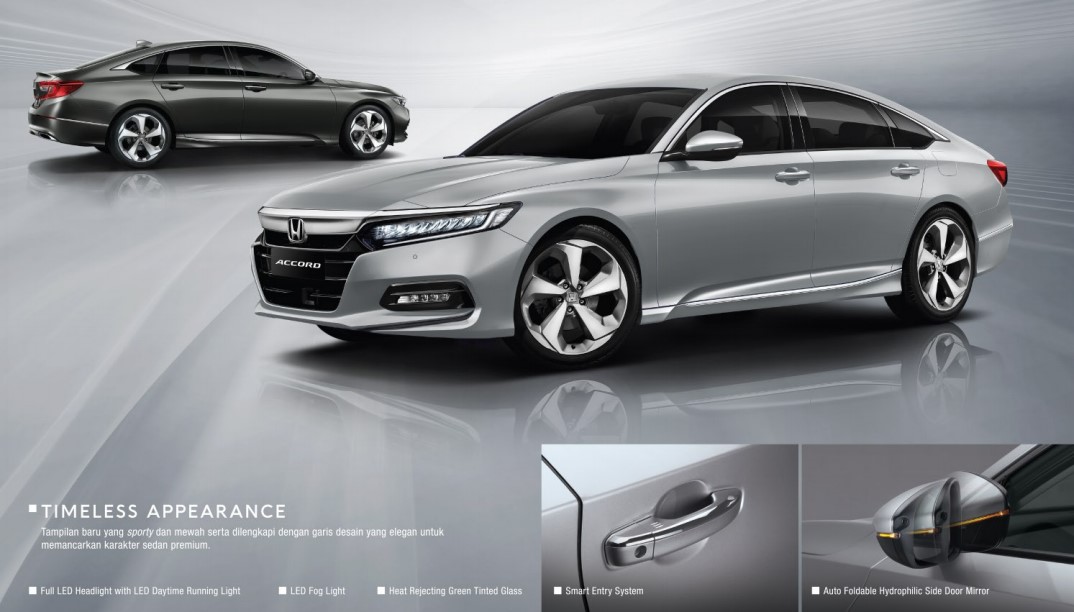 ACCORD
TIMELESS APPEARANCE
Tampilan baru yang sporty dan mewah serta dilengkapi dengan garis desain yang elegan untuk
memancarkan karakter sedan premium.
Full LED Headlight with LED Daytime Running Light
LED Fog Light
Heat Rejecting Green Tinted Glass
Smart Entry System
Auto Foldable Hydrophilic Side Door Mirror